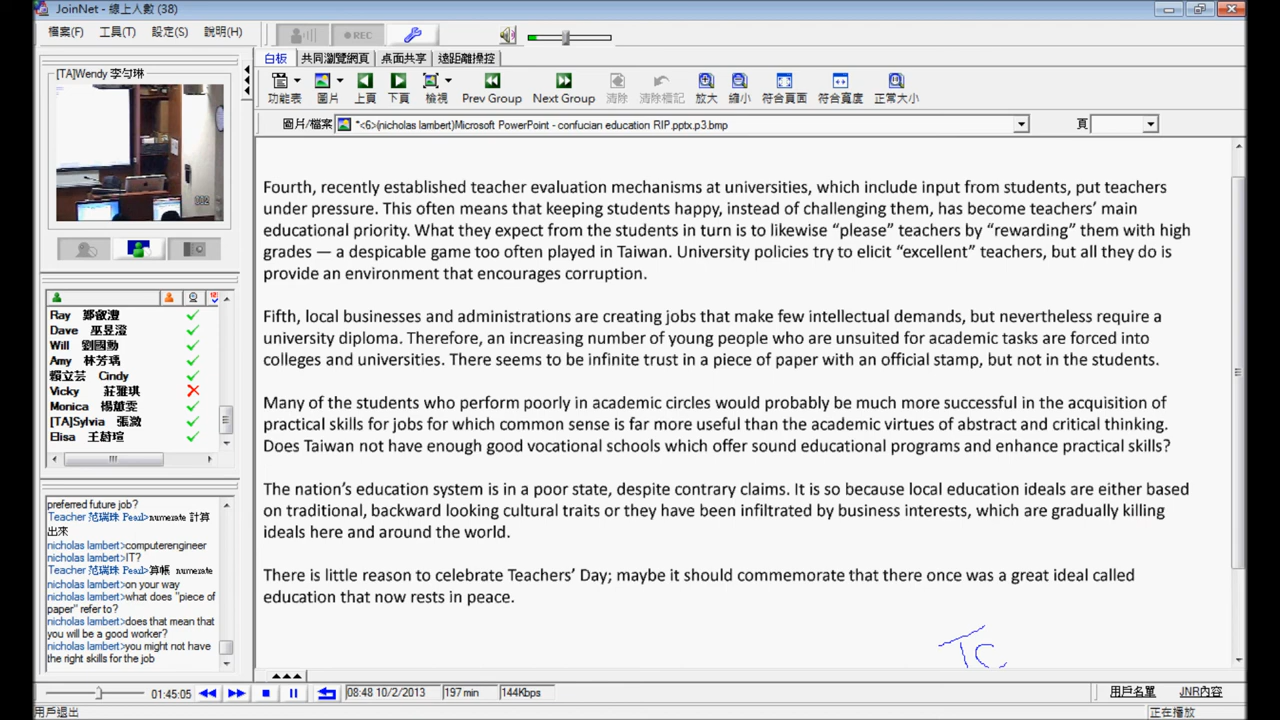 JoinNet - 線上人數 (38)
檔案(F) 工具(T) 設定(S) 說明(H)
REC
[TA]Wendy 李勻琳
白板 共同瀏覽網頁 桌面共享 遠距離操控
功能表 圖片 上頁 下頁 檢視 Prev Group Next Group 清除 清除標記 放大 縮小 符合頁面 符合寬度 正常大小
圖片/檔案 *<6>(nicholas lambert)Microsoft PowerPoint - confucian education RIP.pptx.p3.bmp 頁
Fourth, recently established teacher evaluation mechanisms at universities, which include input from students, put teachers
under pressure. This often means that keeping students happy, instead of challenging them, has become teachers’ main
educational priority. What they expect from the students in turn is to likewise “please” teachers by “rewarding” them with high
grades — a despicable game too often played in Taiwan. University policies try to elicit “excellent” teachers, but all they do is
provide an environment that encourages corruption.
Fifth, local businesses and administrations are creating jobs that make few intellectual demands, but nevertheless require a
university diploma. Therefore, an increasing number of young people who are unsuited for academic tasks are forced into
colleges and universities. There seems to be infinite trust in a piece of paper with an official stamp, but not in the students.
Many of the students who perform poorly in academic circles would probably be much more successful in the acquisition of
practical skills for jobs for which common sense is far more useful than the academic virtues of abstract and critical thinking.
Does Taiwan not have enough good vocational schools which offer sound educational programs and enhance practical skills?
The nation’s education system is in a poor state, despite contrary claims. It is so because local education ideals are either based
on traditional, backward looking cultural traits or they have been infiltrated by business interests, which are gradually killing
ideals here and around the world.
There is little reason to celebrate Teachers’ Day; maybe it should commemorate that there once was a great ideal called
education that now rests in peace.
Ray 鄭叡澧
Dave 巫昱澄
Will 劉國勳
Amy 林芳瑀
賴立芸 Cindy
Vicky 莊雅琪
Monica 楊蕙雯
[TA]Sylvia 張澂
Elisa 王葑瑄
preferred future job?
Teacher 范瑞珠 Pearl>numerate 計算
出來
nicholas lambert>computerengineer
nicholas lambert>IT?
Teacher 范瑞珠 Pearl>算帳 numerate
nicholas lambert>on your way
nicholas lambert>what does "piece of
paper" refer to?
nicholas lambert>does that mean that
you will be a good worker?
nicholas lambert>you might not have
the right skills for the job
01:45:05 08:48 10/2/2013 197 min 144Kbps 用戶名單 JNR內容
用戶退出 正在播放